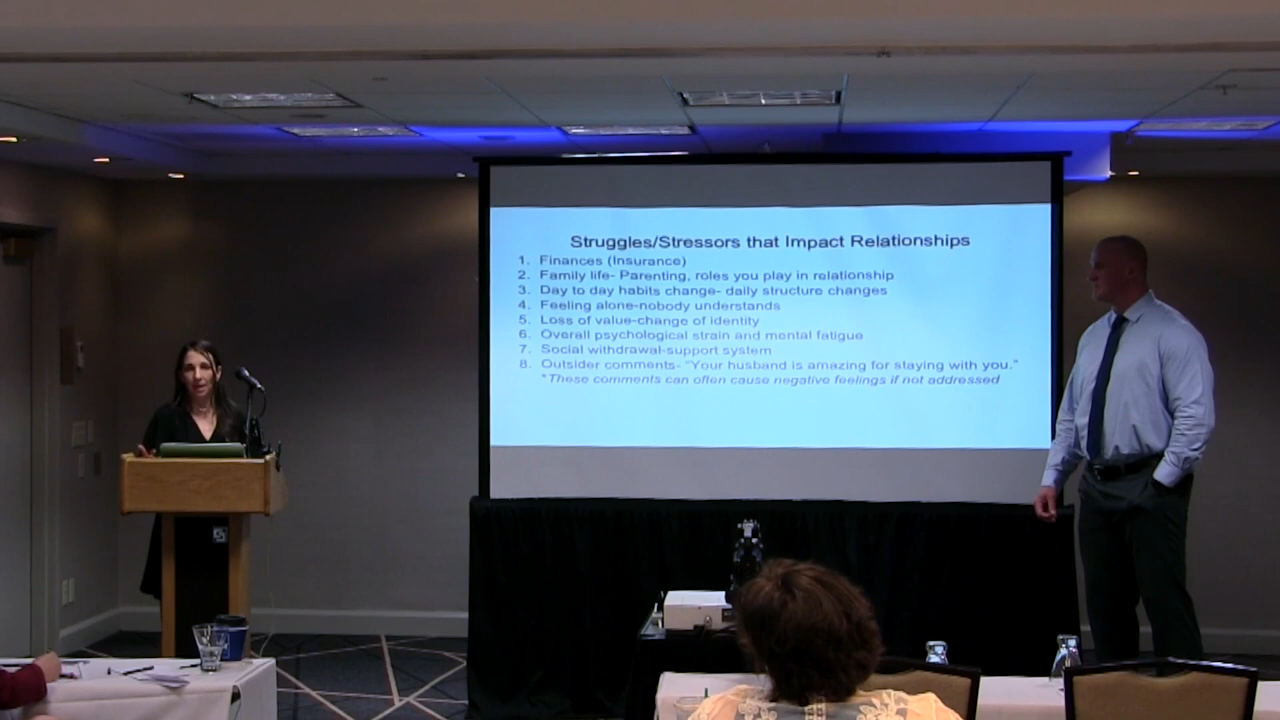 Struggles/Stressors that Impact Relationships
1. Finances (Insurance)
2. Family life- Parenting, roles you play in relationship
3. Day to day habits change- daily structure changes
4. Feeling alone-nobody understands
5. Loss of value-change of identity
6. Overall psychological strain and mental fatigue
7. Social withdrawal-support system
8. Outsider comments- "Your husband is amazing for staying with you."
*These comments can often cause negative feelings if not addressed